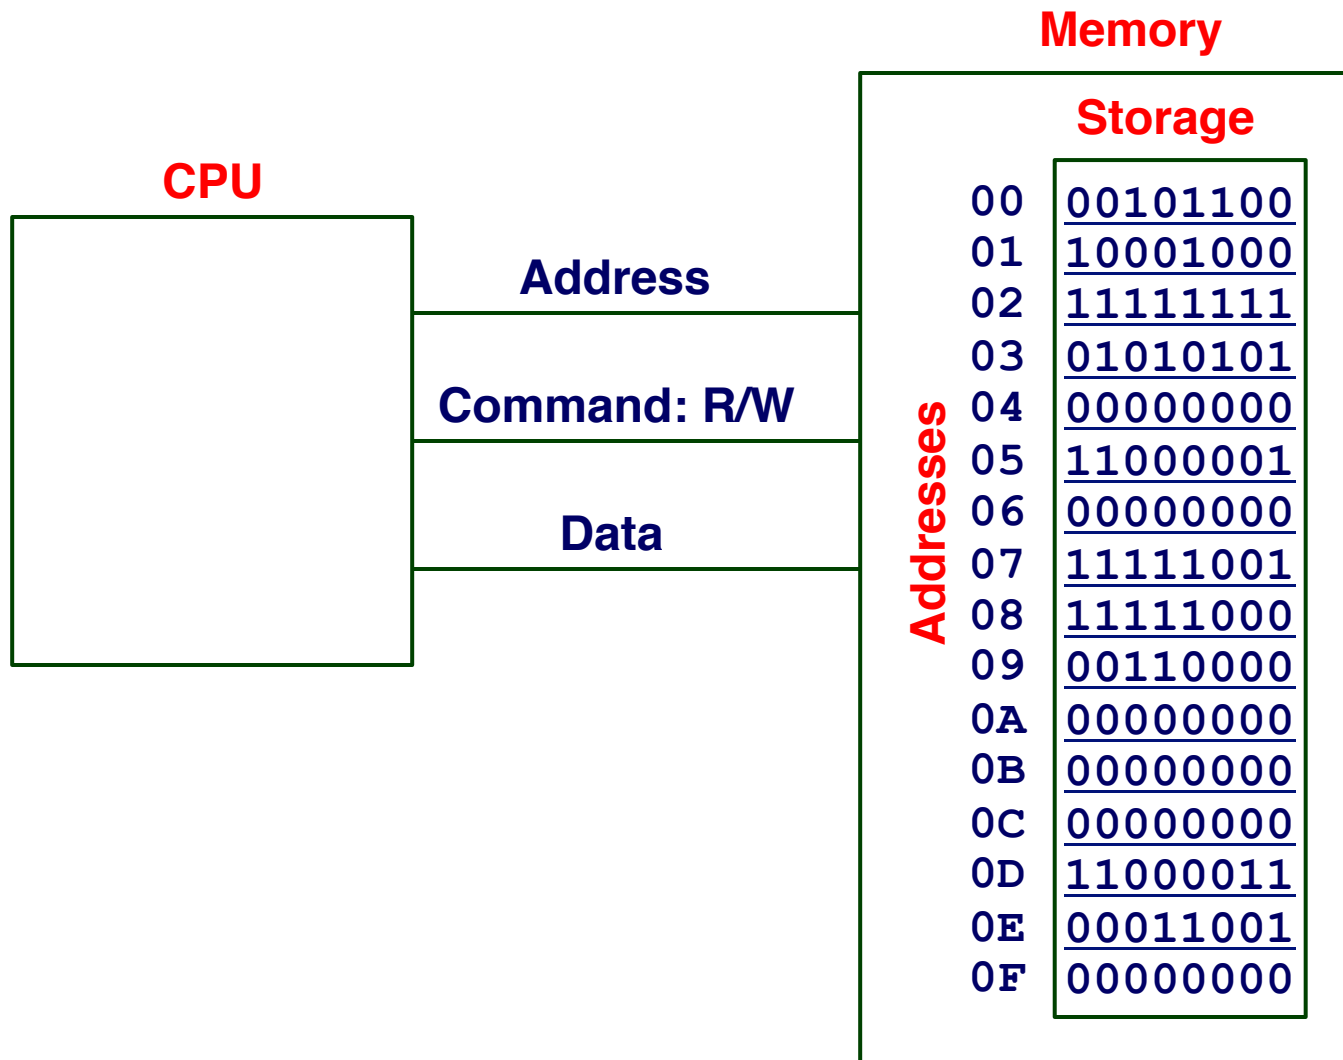 Memory
Storage
CPU
Address
Command: R/W
Data
Addresses
00 00101100
01 10001000
02 11111111
03 01010101
04 00000000
05 11000001
06 00000000
07 11111001
08 11111000
09 00110000
0A 00000000
0B 00000000
0C 00000000
0D 11000011
0E 00011001
0F 00000000